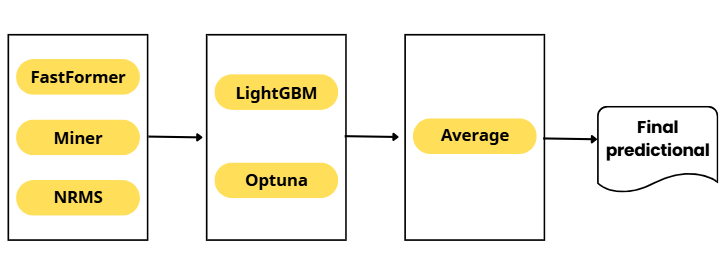 FastFormer
Miner
NRMS
LightGBM
Optuna
Average
Final
predictional